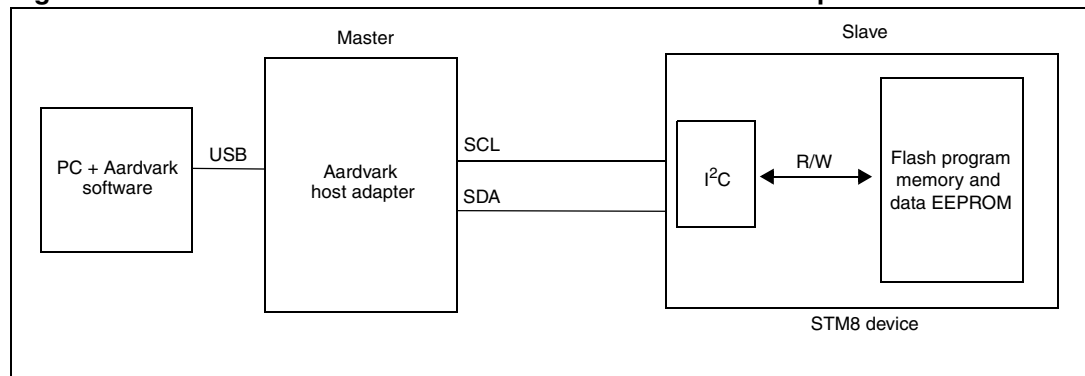 Master
Slave
PC + Aardvark
software
USB
Aardvark
host adapter
SCL
SDA
I²C
R/W
Flash program
memory and
data EEPROM
STM8 device